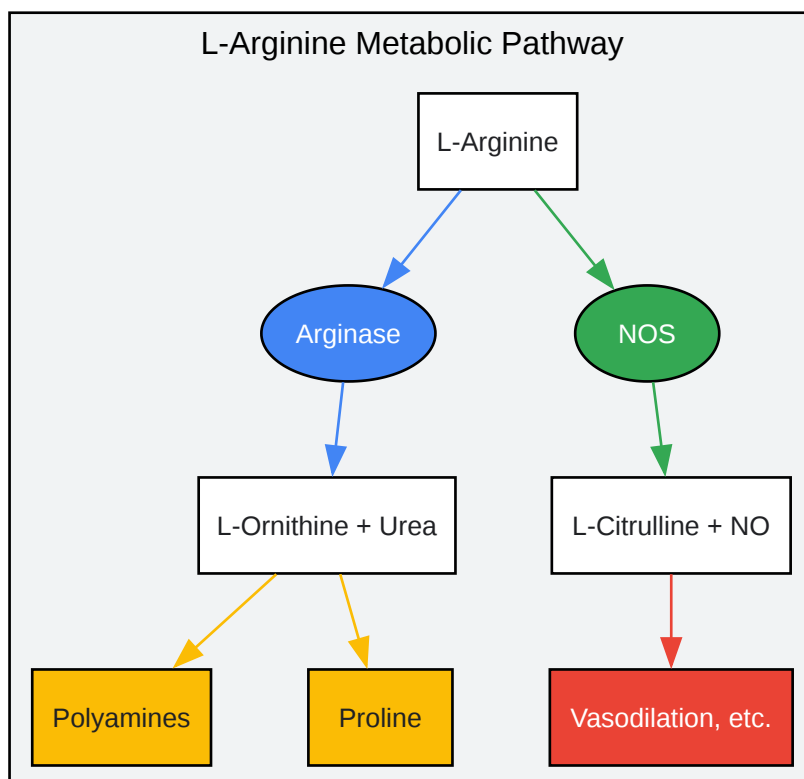 L-Arginine Metabolic Pathway
L-Arginine
Arginase
NOS
L-Ornithine + Urea
L-Citrulline + NO
Polyamines
Proline
Vasodilation, etc.